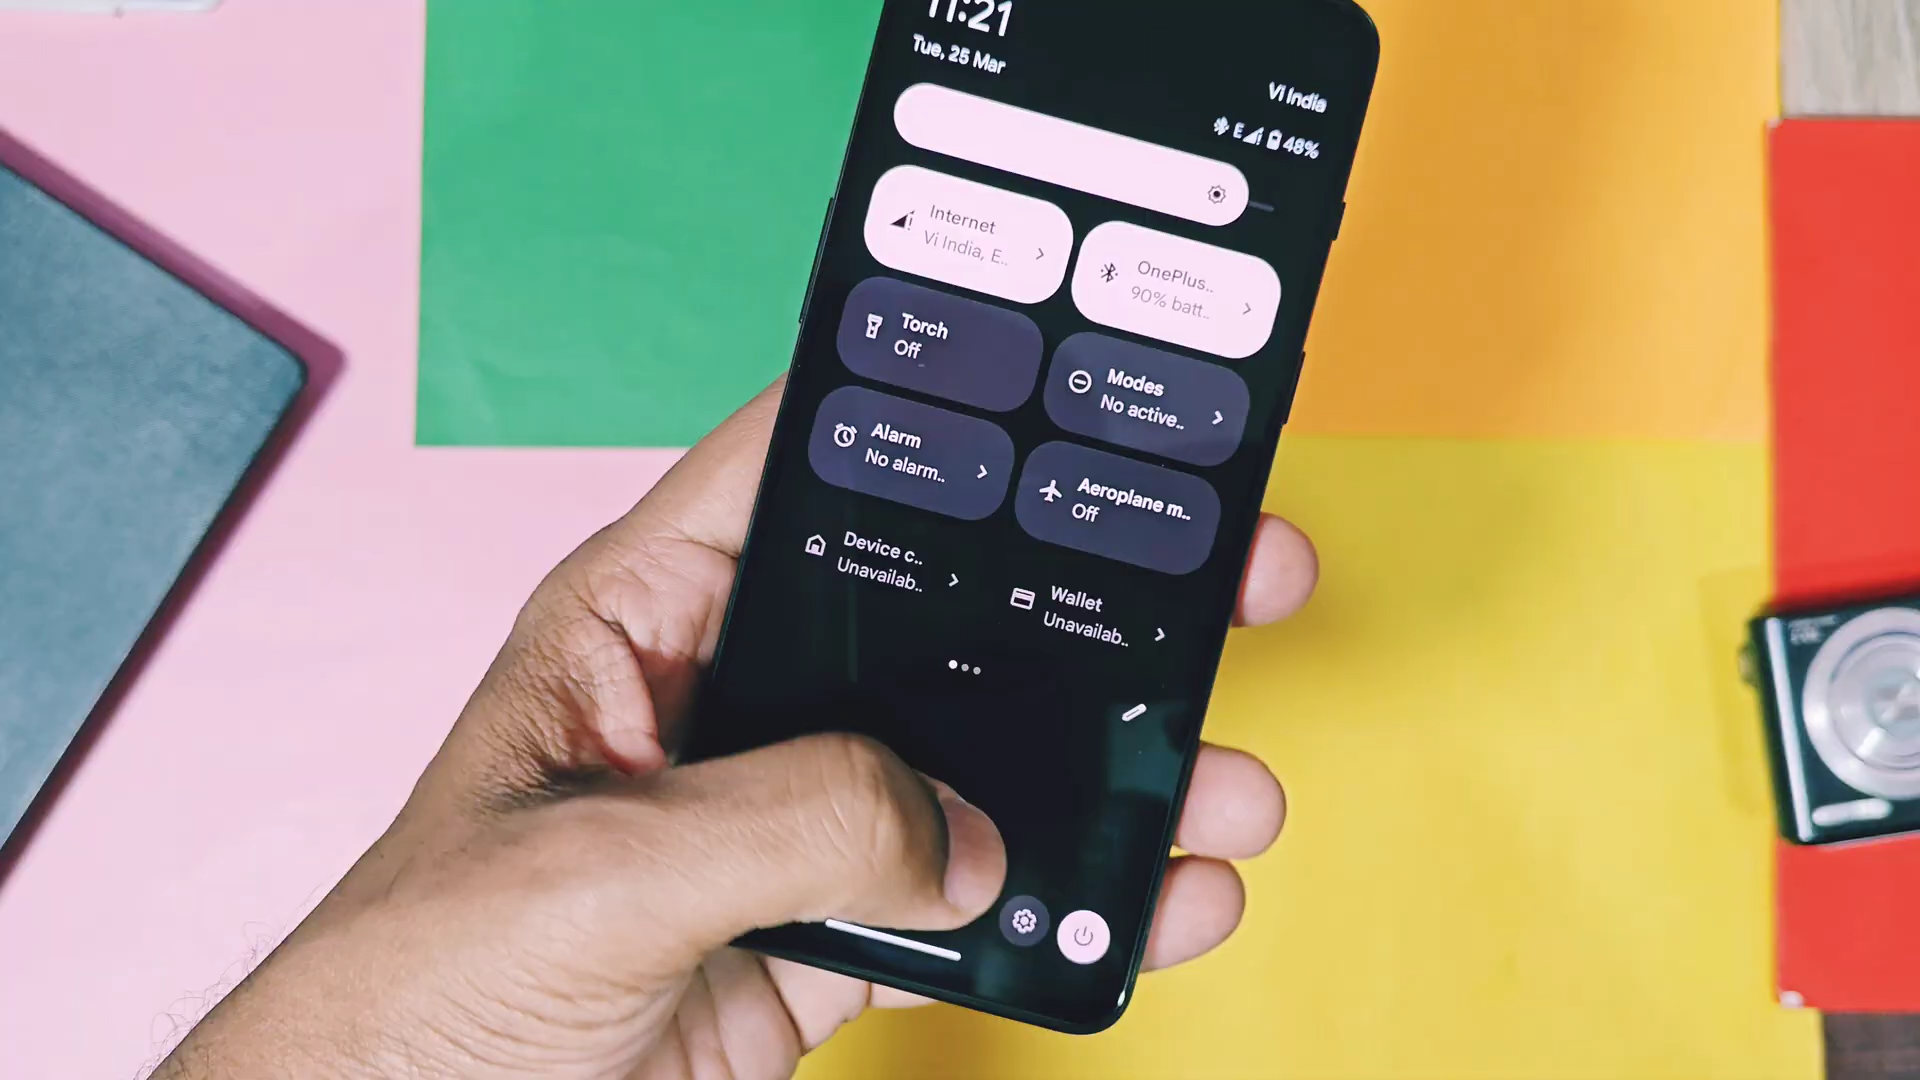 11:21
Tue, 25 Mar
Vi India
E 48%
Internet
Vi India, E..
OnePlus..
90% batt..
Torch
Off
Modes
No active..
Alarm
No alarm..
Aeroplane m..
Off
Device c..
Unavailab..
Wallet
Unavailab..